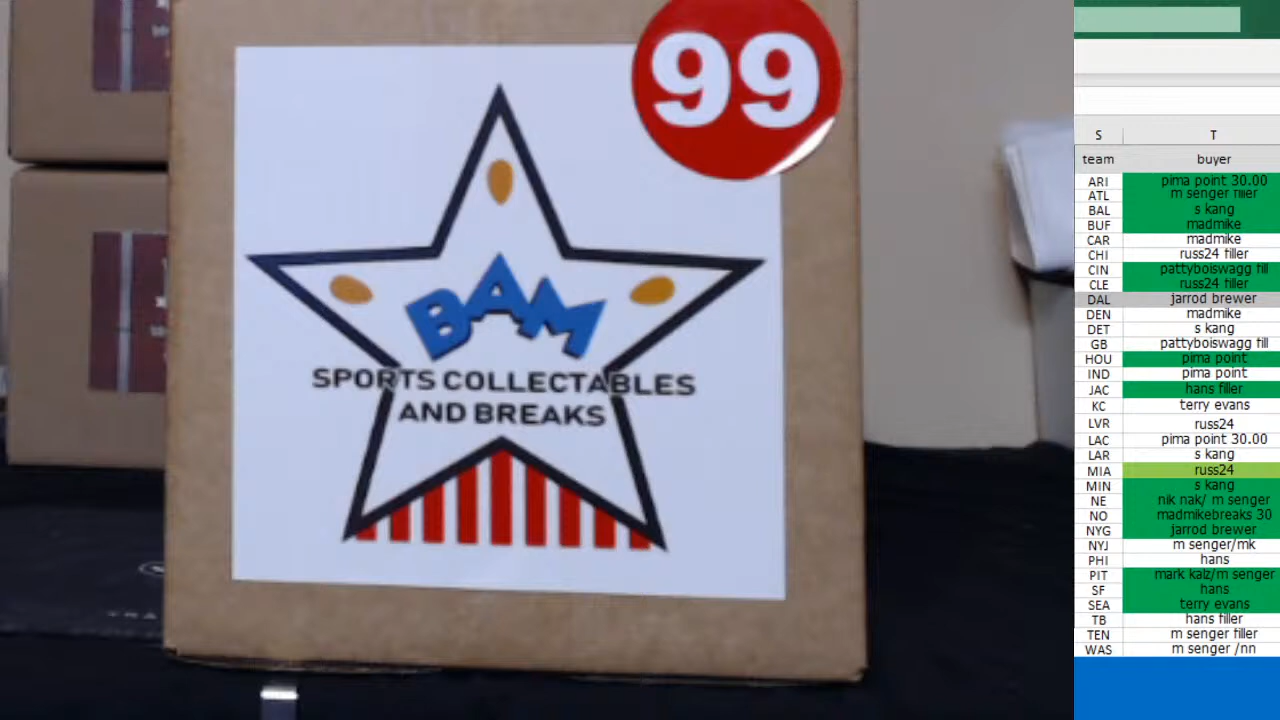 99
BAM
SPORTS COLLECTABLES
AND BREAKS
S T
team buyer
ARI pima point 30.00
ATL m senger filler
BAL s kang
BUF madmike
CAR madmike
CHI russ24 filler
CIN pattyboiswagg fill
CLE russ24 filler
DAL jarrod brewer
DEN madmike
DET s kang
GB pattyboiswagg fill
HOU pima point
IND pima point
JAC hans filler
KC terry evans
LVR russ24
LAC pima point 30.00
LAR s kang
MIA russ24
MIN s kang
NE nik nak/ m senger
NO madmikebreaks 30
NYG jarrod brewer
NYJ m senger/mk
PHI hans
PIT mark kalz/m senger
SF hans
SEA terry evans
TB hans filler
TEN m senger filler
WAS m senger /nn